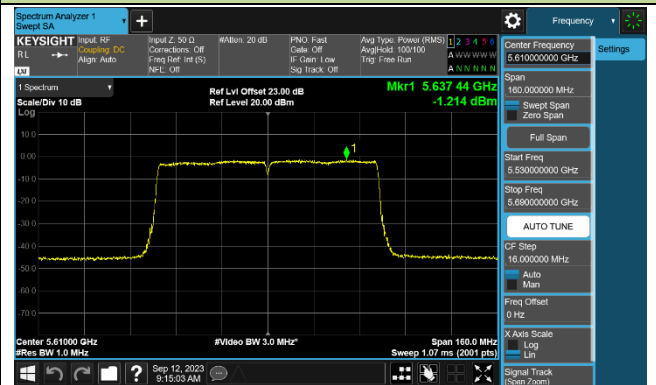 Spectrum Analyzer 1
Swept SA
+
Frequency
KEYSIGHT
RL
LXI
Input: RF
Coupling: DC
Align: Auto
Input Z: 50 Ω
Corrections: Off
Freq Ref: Int (S)
NFE: Off
#Atten: 20 dB
PNO: Fast
Gate: Off
IF Gain: Low
Sig Track: Off
Avg Type: Power (RMS)
Avg|Hold: 100/100
Trig: Free Run
1 2 3 4 5 6
A W W W W W
A N N N N N
1 Spectrum
Scale/Div 10 dB
Log
Ref Lvl Offset 23.00 dB
Ref Level 20.00 dBm
Mkr1 5.637 44 GHz
-1.214 dBm
10.0
0.00
-10.0
-20.0
-30.0
-40.0
-50.0
-60.0
-70.0
1
Center 5.61000 GHz
#Res BW 1.0 MHz
#Video BW 3.0 MHz*
Span 160.0 MHz
Sweep 1.07 ms (2001 pts)
Sep 12, 2023
9:15:03 AM
?
Center Frequency
5.610000000 GHz
Settings
Span
160.000000 MHz
Swept Span
Zero Span
Full Span
Start Freq
5.530000000 GHz
Stop Freq
5.690000000 GHz
AUTO TUNE
CF Step
16.000000 MHz
Auto
Man
Freq Offset
0 Hz
X Axis Scale
Log
Lin
Signal Track
(Span Zoom)